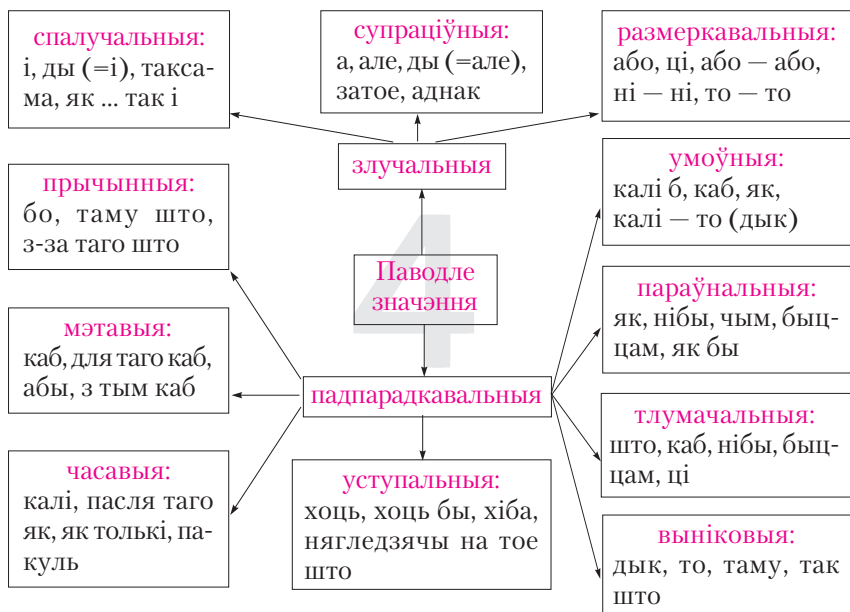 спалучальныя:
і, ды (=і), такса-
ма, як ... так і
супраціўныя:
а, але, ды (=але),
затое, аднак
размеркавальныя:
або, ці, або — або,
ні — ні, то — то
злучальныя
прычынныя:
бо, таму што,
з-за таго што
умоўныя:
калі б, каб, як,
калі — то (дык)
4
Паводле
значэння
мэтавыя:
каб, для таго каб,
абы, з тым каб
параўнальныя:
як, нібы, чым, быц-
цам, як бы
падпарадкавальныя
тлумачальныя:
што, каб, нібы, быц-
цам, ці
часавыя:
калі, пасля таго
як, як толькі, па-
куль
уступальныя:
хоць, хоць бы, хіба,
нягледзячы на тое
што
выніковыя:
дык, то, таму, так
што